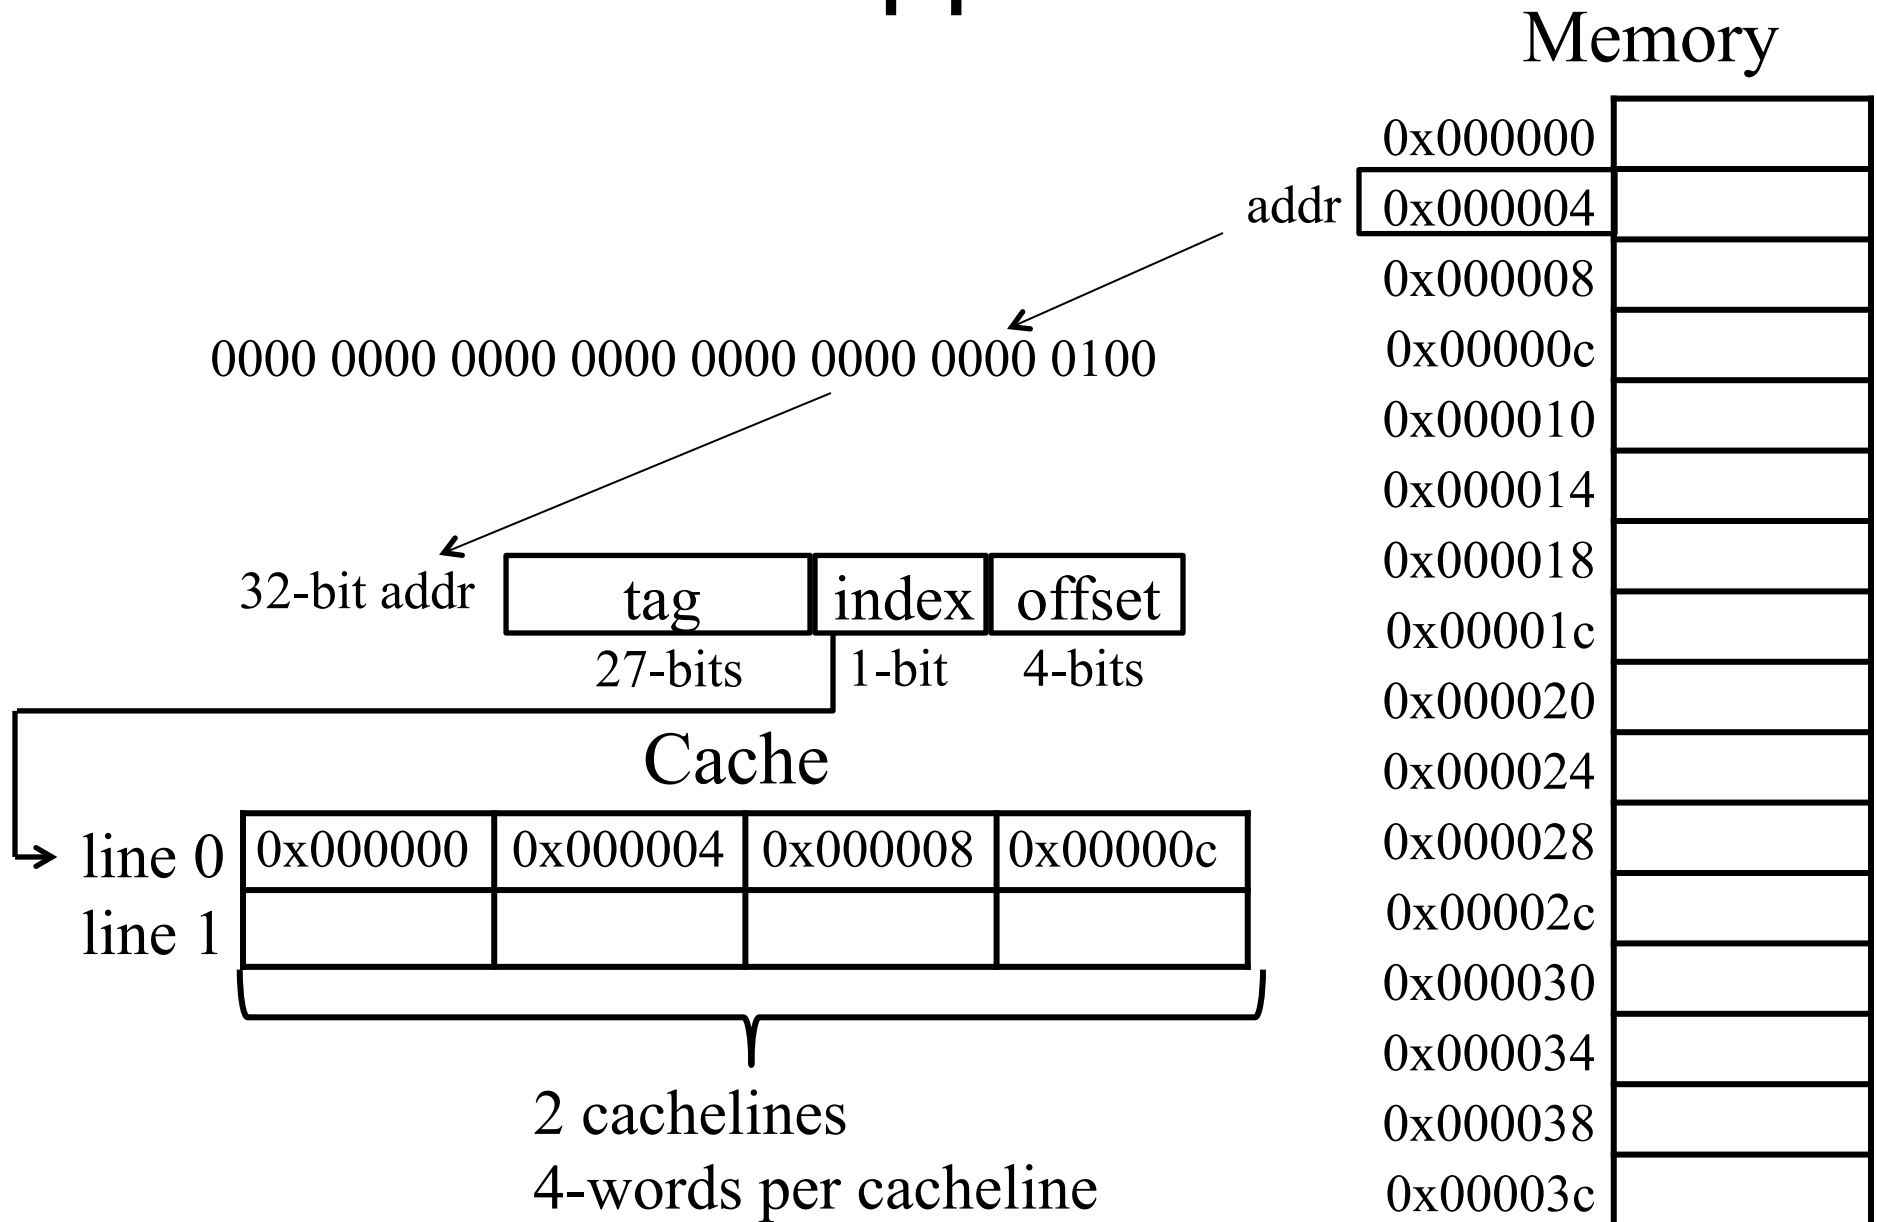 Memory
0x000000
addr 0x000004
0x000008
0x00000c
0x000010
0x000014
0x000018
0x00001c
0x000020
0x000024
0x000028
0x00002c
0x000030
0x000034
0x000038
0x00003c
0000 0000 0000 0000 0000 0000 0000 0100
32-bit addr tag index offset
27-bits 1-bit 4-bits
Cache
line 0 0x000000 0x000004 0x000008 0x00000c
line 1
2 cachelines
4-words per cacheline